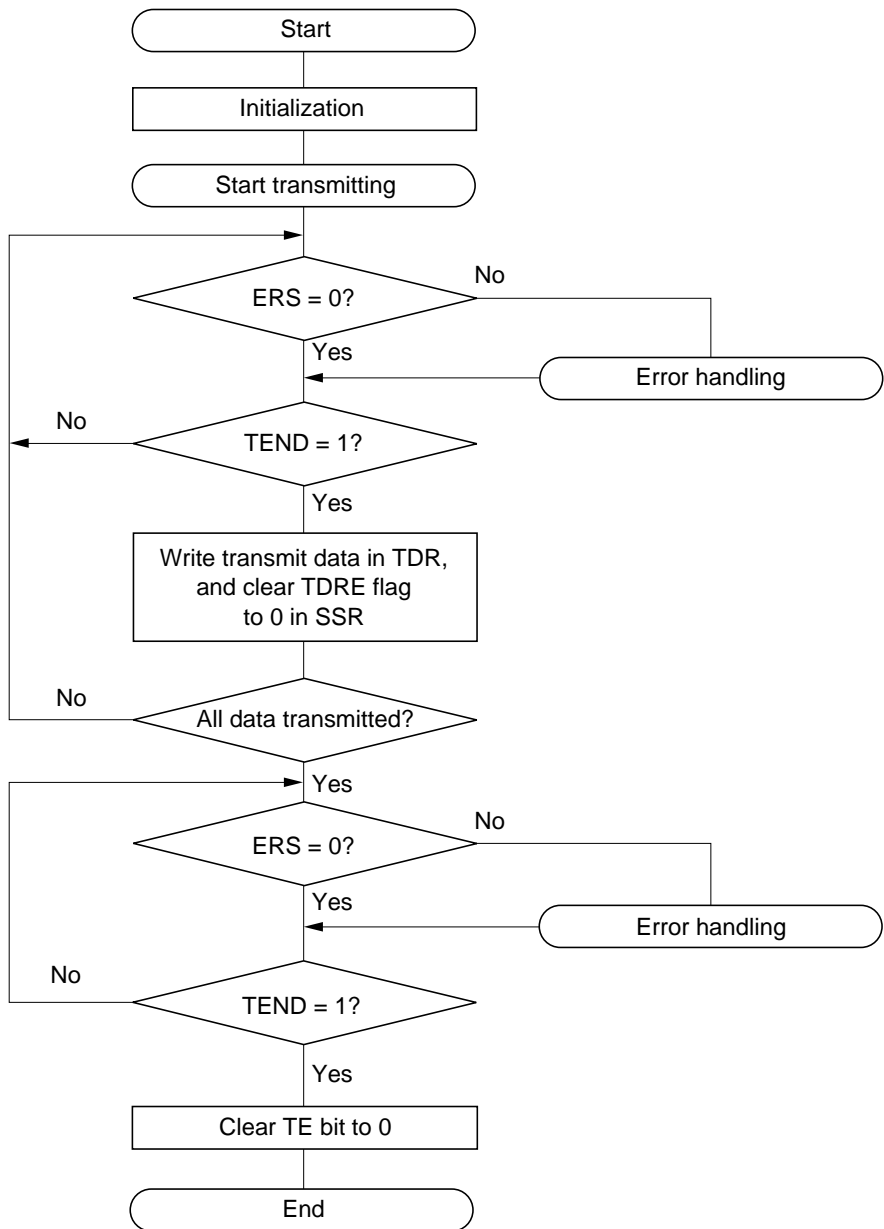 Start
Initialization
Start transmitting
No
ERS = 0?
Yes
Error handling
No
TEND = 1?
Yes
Write transmit data in TDR,
and clear TDRE flag
to 0 in SSR
No
All data transmitted?
Yes
No
ERS = 0?
Yes
Error handling
No
TEND = 1?
Yes
Clear TE bit to 0
End